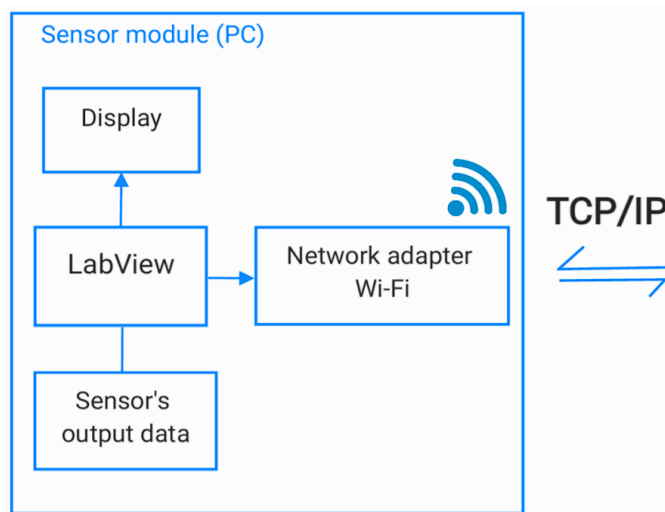 Sensor module (PC)
Display
LabView
Network adapter
Wi-Fi
TCP/IP
Sensor's
output data